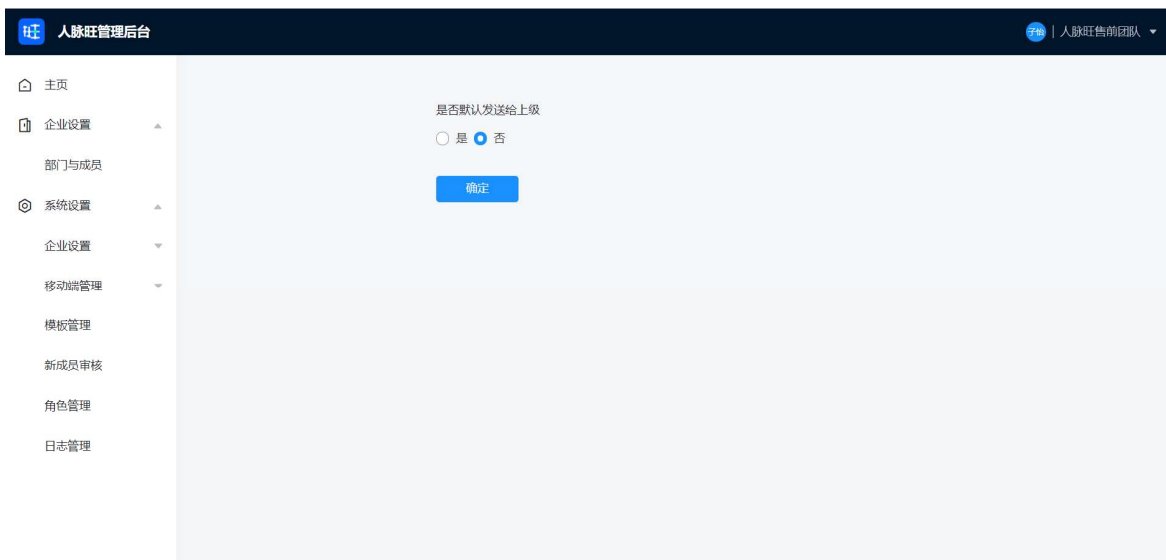 旺 人脉旺管理后台
子怡 | 人脉旺售前团队
主页
企业设置
部门与成员
系统设置
企业设置
移动端管理
模板管理
新成员审核
角色管理
日志管理
是否默认发送给上级
是 否
确定